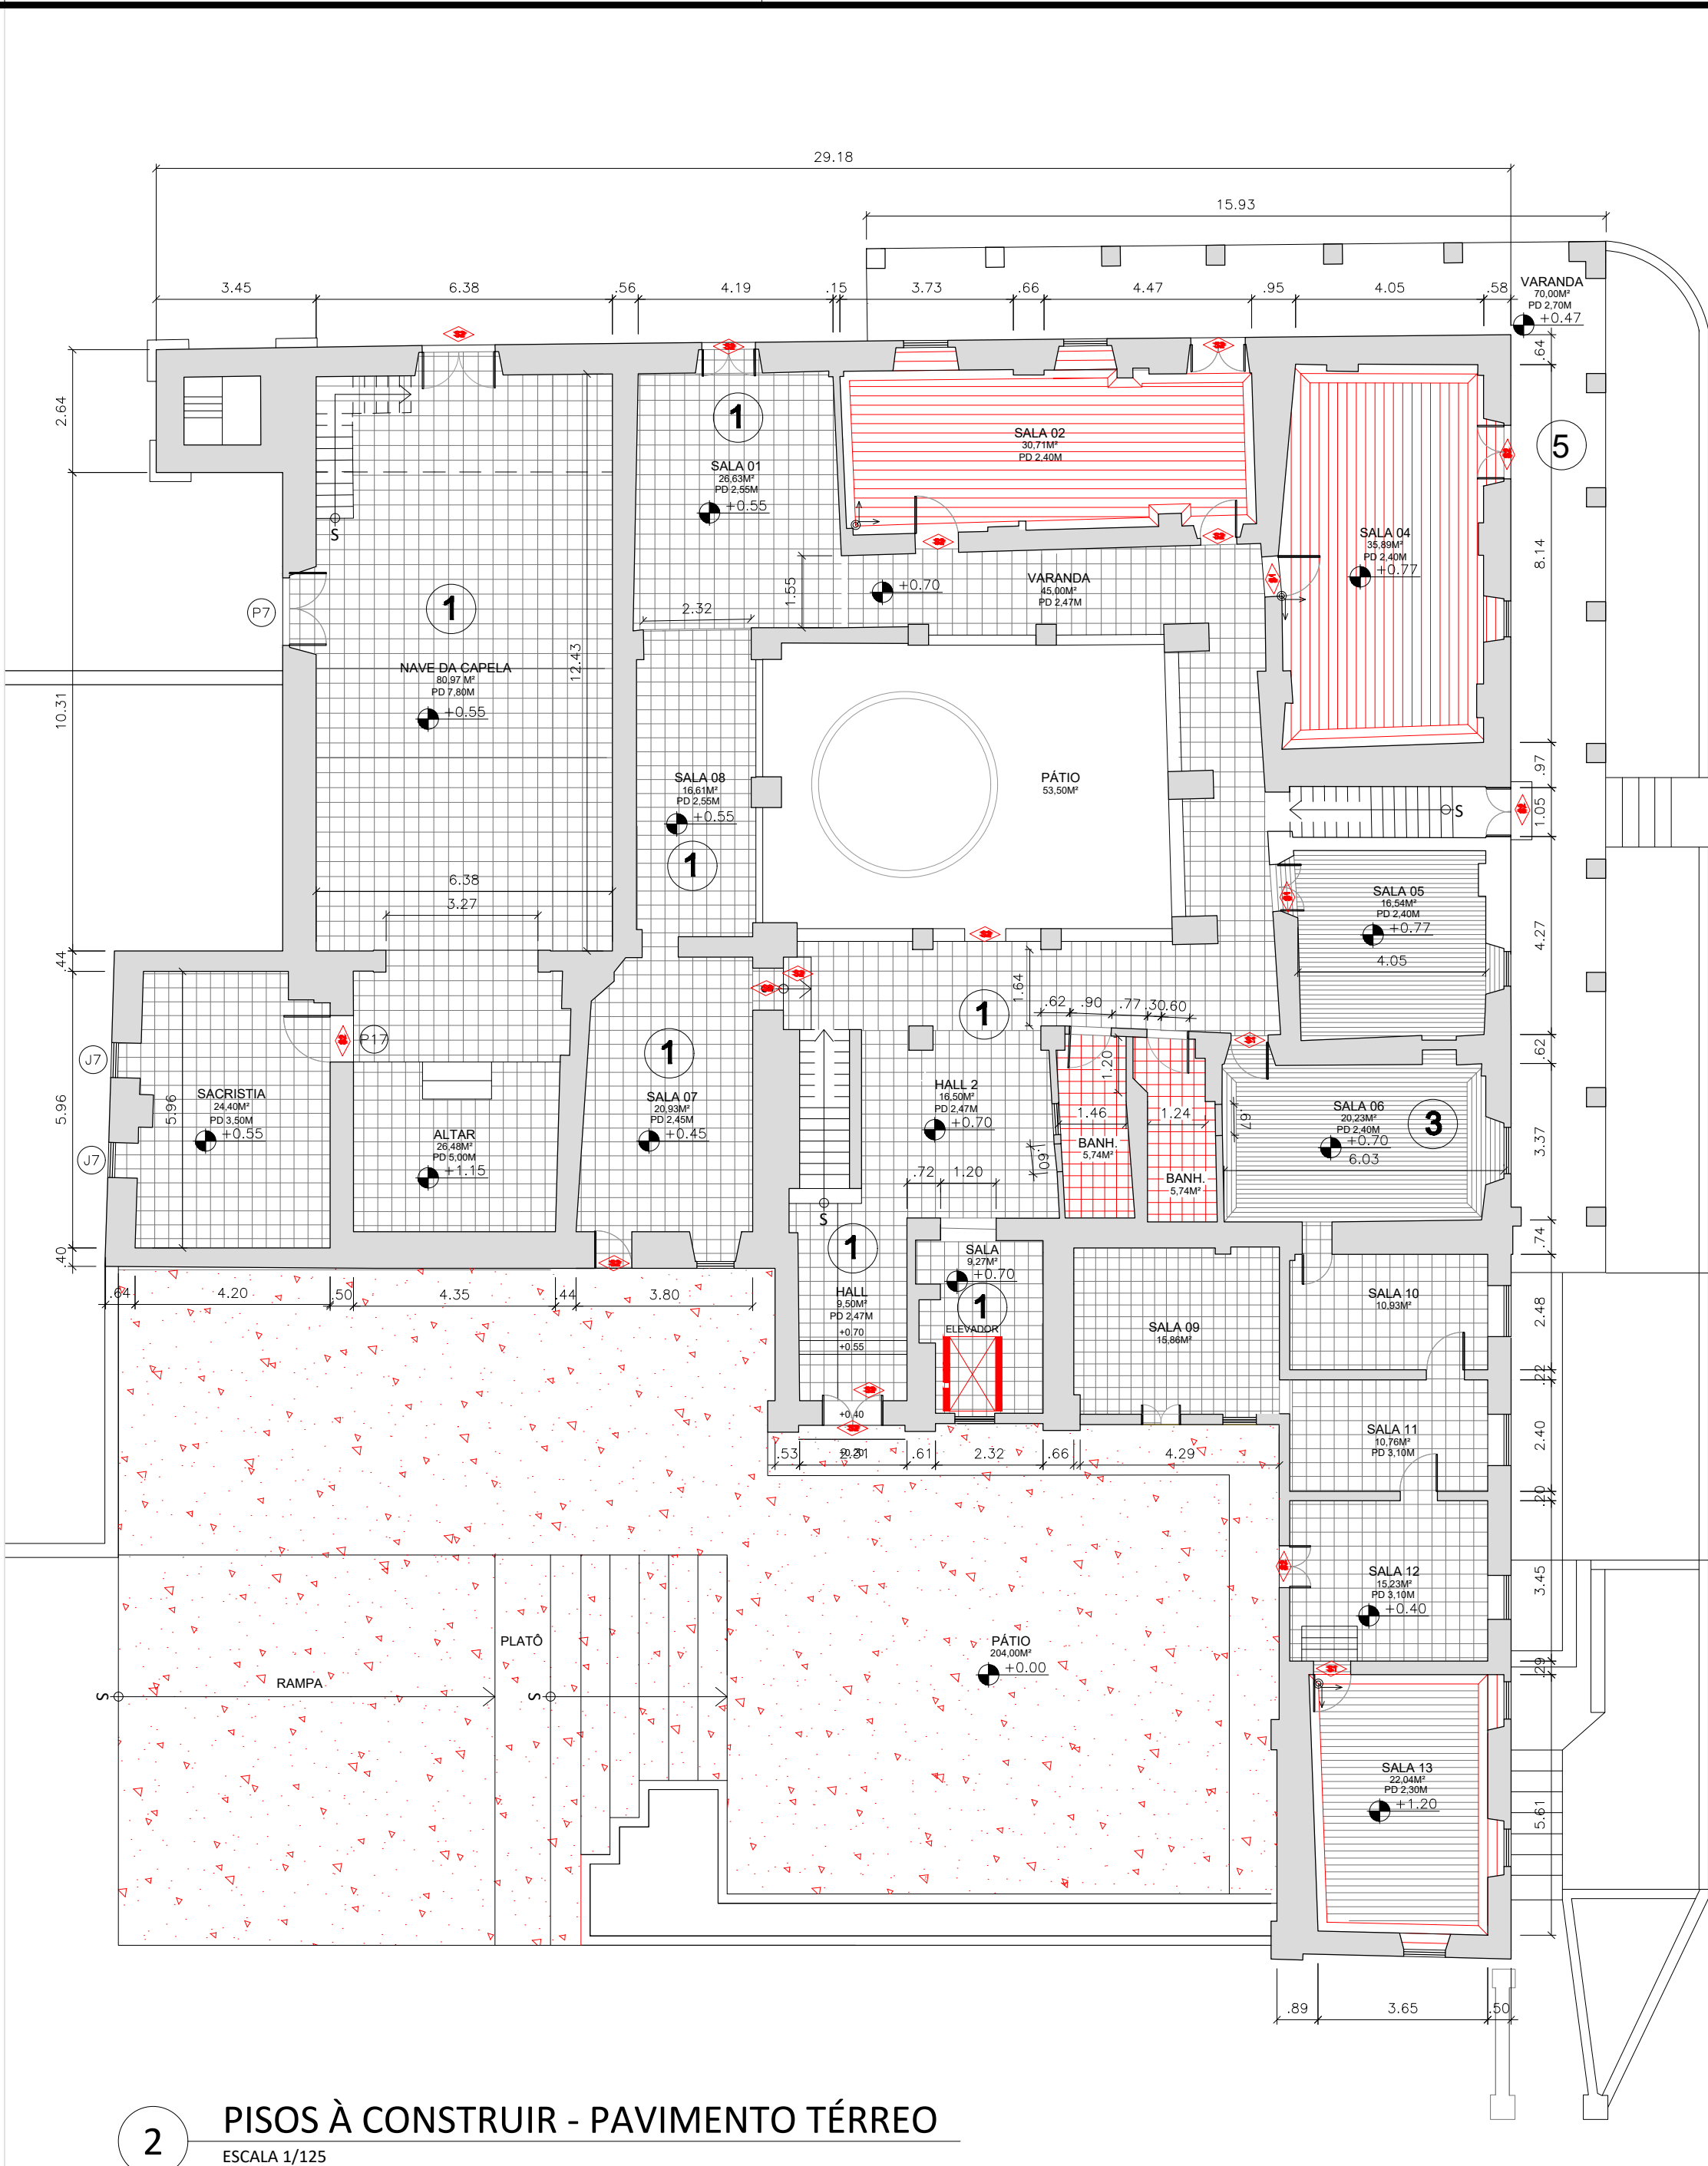 29.18
15.93
3.45
6.38
.56
4.19
.15
3.73
.66
4.47
.95
4.05
.58
VARANDA
70,00M²
PD 2,70M
+0.47
.64
2.64
1
SALA 01
26,63M²
PD 2,55M
+0.55
SALA 02
30,71M²
PD 2,40M
5
S
SALA 04
35,89M²
PD 2,40M
+0.77
8.14
P7
1
1.55
2.32
+0.70
VARANDA
45,00M²
PD 2,47M
12.43
NAVE DA CAPELA
80,97 M²
PD 7,80M
+0.55
10.31
SALA 08
16,61M²
PD 2,55M
+0.55
1
PÁTIO
53,50M²
.97
1.05
S
6.38
3.27
SALA 05
16,54M²
PD 2,40M
+0.77
4.05
4.27
.44
1.64
1
.62
.90
.77
.30
.60
.62
P17
J7
J7
SACRISTIA
24,40M²
PD 3,50M
+0.55
5.96
5.96
ALTAR
26,48M²
PD 5,00M
+1.15
1
SALA 07
20,93M²
PD 2,45M
+0.45
HALL 2
16,50M²
PD 2,47M
+0.70
1.20
1.46
1.24
BANH.
5,74M²
BANH.
5,74M²
.60
.67
SALA 06
20,23M²
PD 2,40M
+0.70
6.03
3
3.37
.72
1.20
S
.74
.40
.64
4.20
.50
4.35
.44
3.80
1
HALL
9,50M²
PD 2,47M
+0.70
+0.55
+0.40
+0.20
SALA
9,27M²
+0.70
1
ELEVADOR
SALA 09
15,86M²
SALA 10
10,93M²
2.48
.22
SALA 11
10,76M²
PD 3,10M
2.40
.20
.53
2.31
.61
2.32
.66
4.29
SALA 12
15,23M²
PD 3,10M
+0.40
3.45
.29
PLATÔ
RAMPA
S
S
PÁTIO
204,00M²
+0.00
SALA 13
22,04M²
PD 2,30M
+1.20
5.61
.89
3.65
.50
2
PISOS À CONSTRUIR - PAVIMENTO TÉRREO
ESCALA 1/125